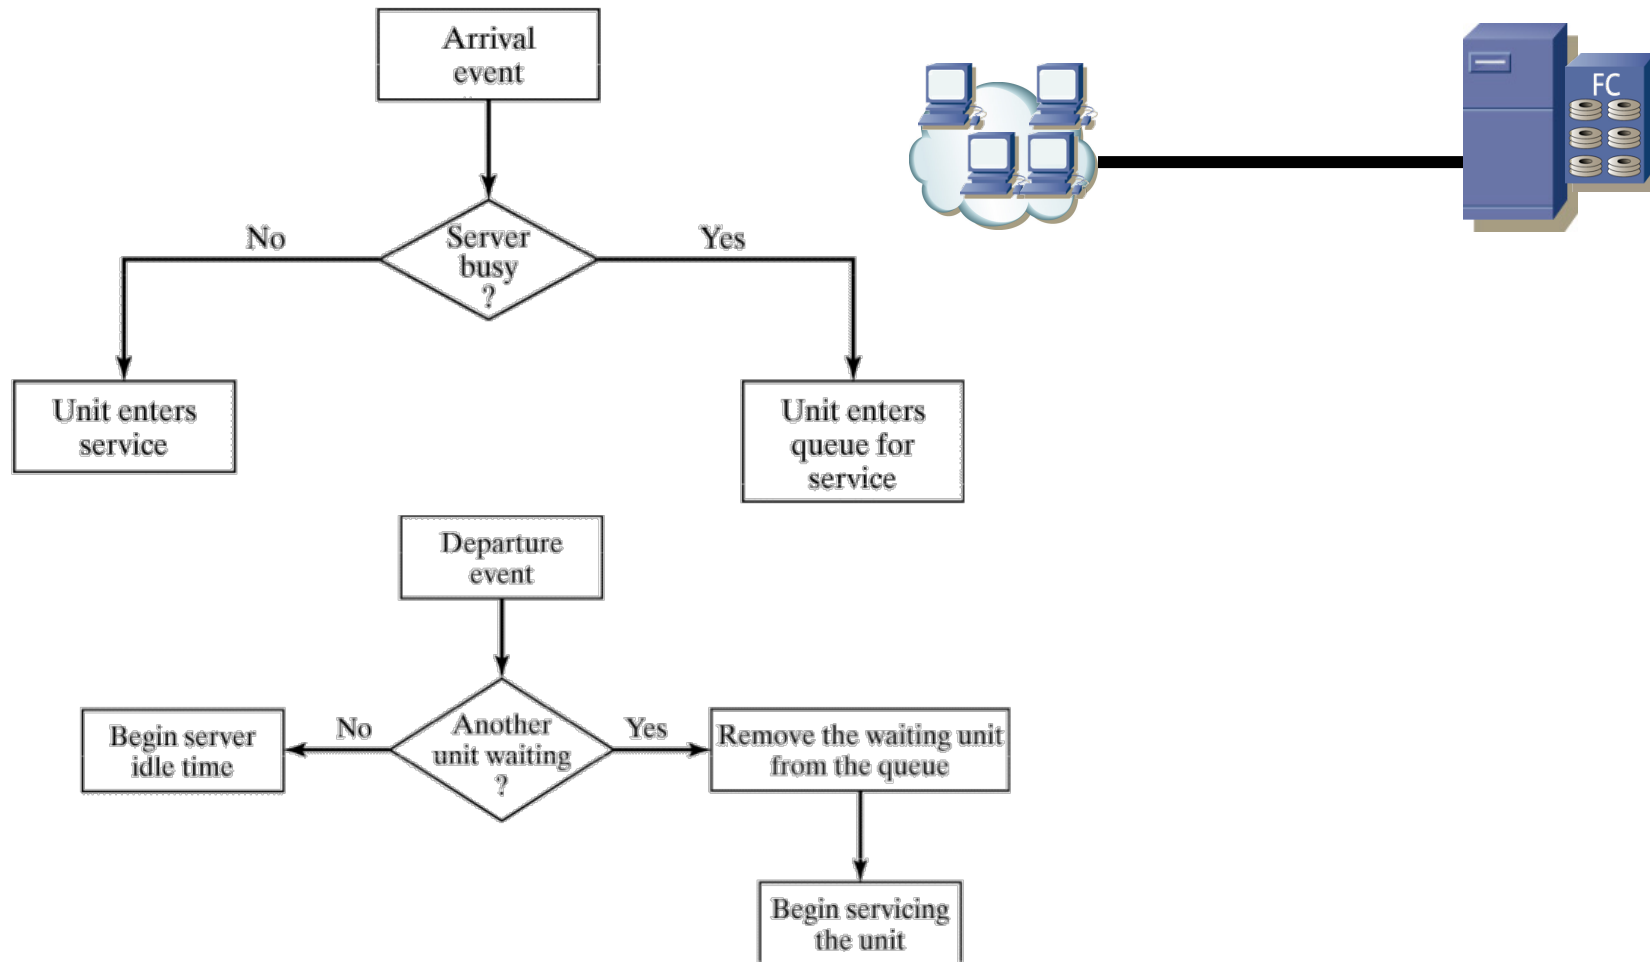 Arrival
event
FC
No
Server
busy
?
Yes
Unit enters
service
Unit enters
queue for
service
Departure
event
Begin server
idle time
No
Another
unit waiting
?
Yes
Remove the waiting unit
from the queue
Begin servicing
the unit